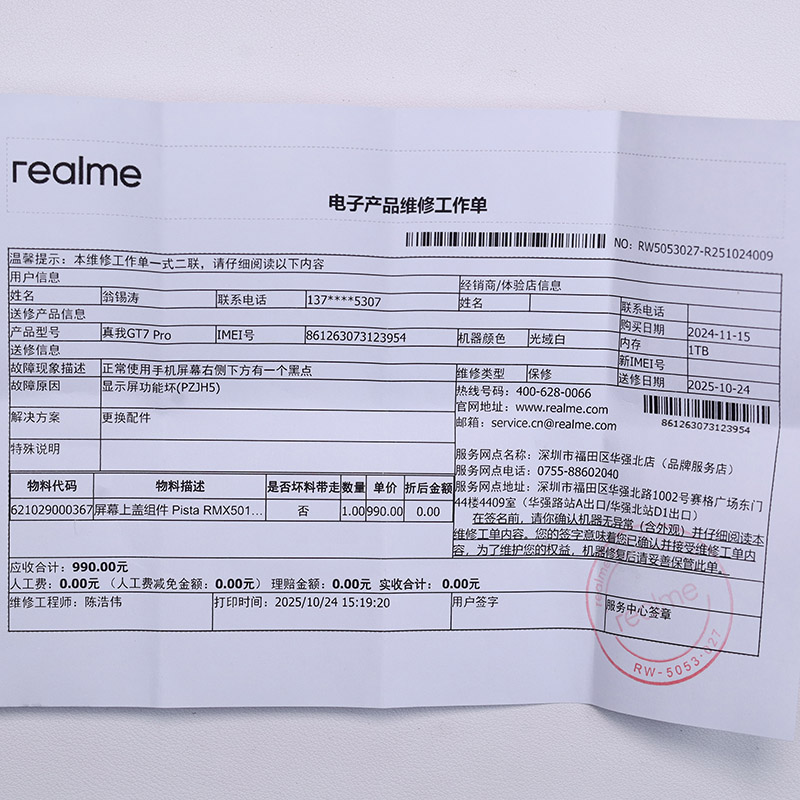 realme
电子产品维修工作单
NO: RW5053027-R251024009
温馨提示：本维修工作单一式二联，请仔细阅读以下内容
用户信息 经销商/体验店信息
姓名 翁锡涛 联系电话 137****5307 姓名 联系电话
送修产品信息 购买日期 2024-11-15
产品型号 真我GT7 Pro IMEI号 861263073123954 机器颜色 光域白 内存 1TB
送修信息 新IMEI号
故障现象描述 正常使用手机屏幕右侧下方有一个黑点 维修类型 保修 送修日期 2025-10-24
故障原因 显示屏功能坏(PZJH5)
热线号码：400-628-0066
官网地址：www.realme.com
邮箱：service.cn@realme.com
861263073123954
解决方案 更换配件
特殊说明
服务网点名称：深圳市福田区华强北店（品牌服务店）
服务网点电话：0755-88602040
服务网点地址：深圳市福田区华强北路1002号赛格广场东门
44楼4409室（华强路站A出口/华强北站D1出口）
在签名前，请你确认机器无异常（含外观）并仔细阅读本
维修工单内容。您的签字意味着您已确认并接受维修工单内
容，为了维护您的权益，机器修复后请妥善保管此单。
物料代码 物料描述 是否坏料带走 数量 单价 折后金额
621029000367 屏幕上盖组件 Pista RMX501... 否 1.00 990.00 0.00
应收合计：990.00元
人工费：0.00元（人工费减免金额：0.00元）理赔金额：0.00元 实收合计：0.00元
维修工程师：陈浩伟 打印时间：2025/10/24 15:19:20 用户签字 服务中心签章
realme
realme
RW-5053-027